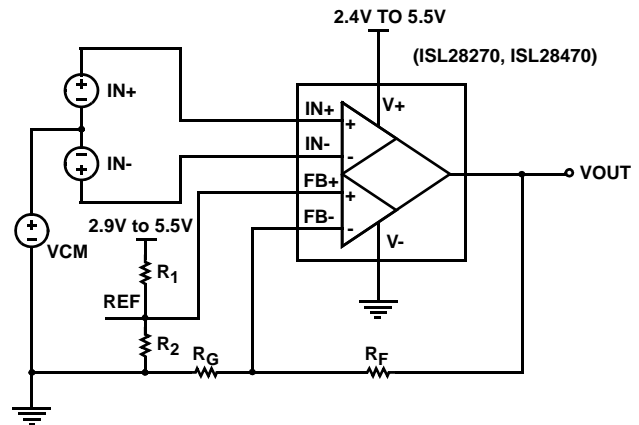 2.4V TO 5.5V
(ISL28270, ISL28470)
IN+
IN+
V+
+
IN-
IN-
-
FB+
+
VOUT
2.9V to 5.5V
FB-
-
VCM
V-
R1
REF
R2
RG
RF